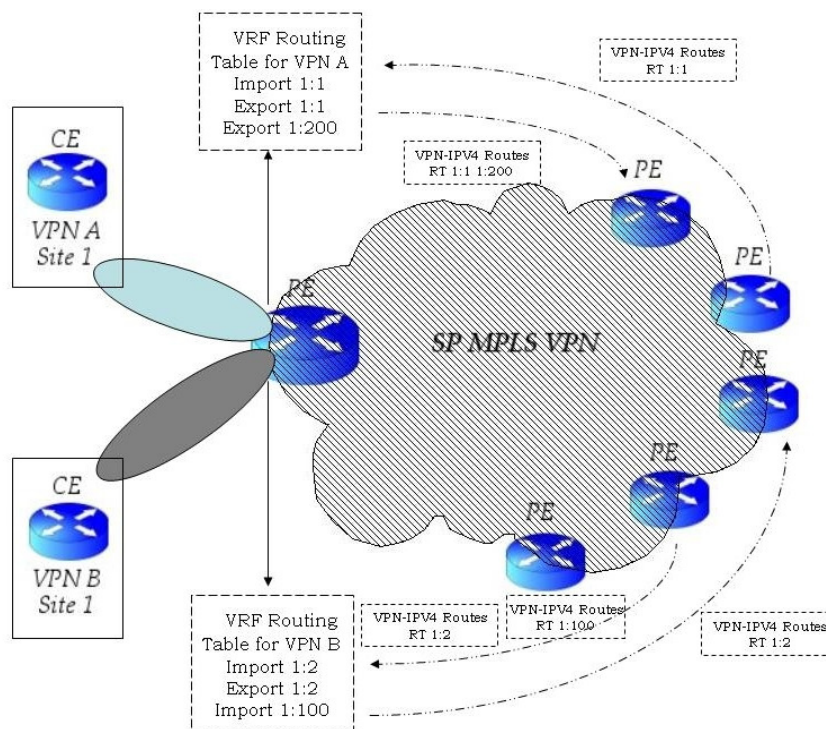 VRF Routing
Table for VPN A
Import 1:1
Export 1:1
Export 1:200
VPN-IPV4 Routes
RT 1:1
VPN-IPV4 Routes
RT 1:1 1:200
CE
VPN A
Site 1
PE
PE
PE
SP MPLS VPN
PE
PE
PE
CE
VPN B
Site 1
VRF Routing
Table for VPN B
Import 1:2
Export 1:2
Import 1:100
VPN-IPV4 Routes
RT 1:2
VPN-IPV4 Routes
RT 1:100
VPN-IPV4 Routes
RT 1:2